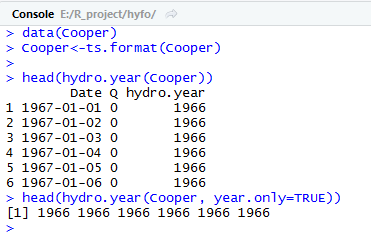 Console E:/R_project/hyfo/
> data(Cooper)
> Cooper<-ts.format(Cooper)
>
> head(hydro.year(Cooper))
Date Q hydro.year
1 1967-01-01 0 1966
2 1967-01-02 0 1966
3 1967-01-03 0 1966
4 1967-01-04 0 1966
5 1967-01-05 0 1966
6 1967-01-06 0 1966
> head(hydro.year(Cooper, year.only=TRUE))
[1] 1966 1966 1966 1966 1966 1966